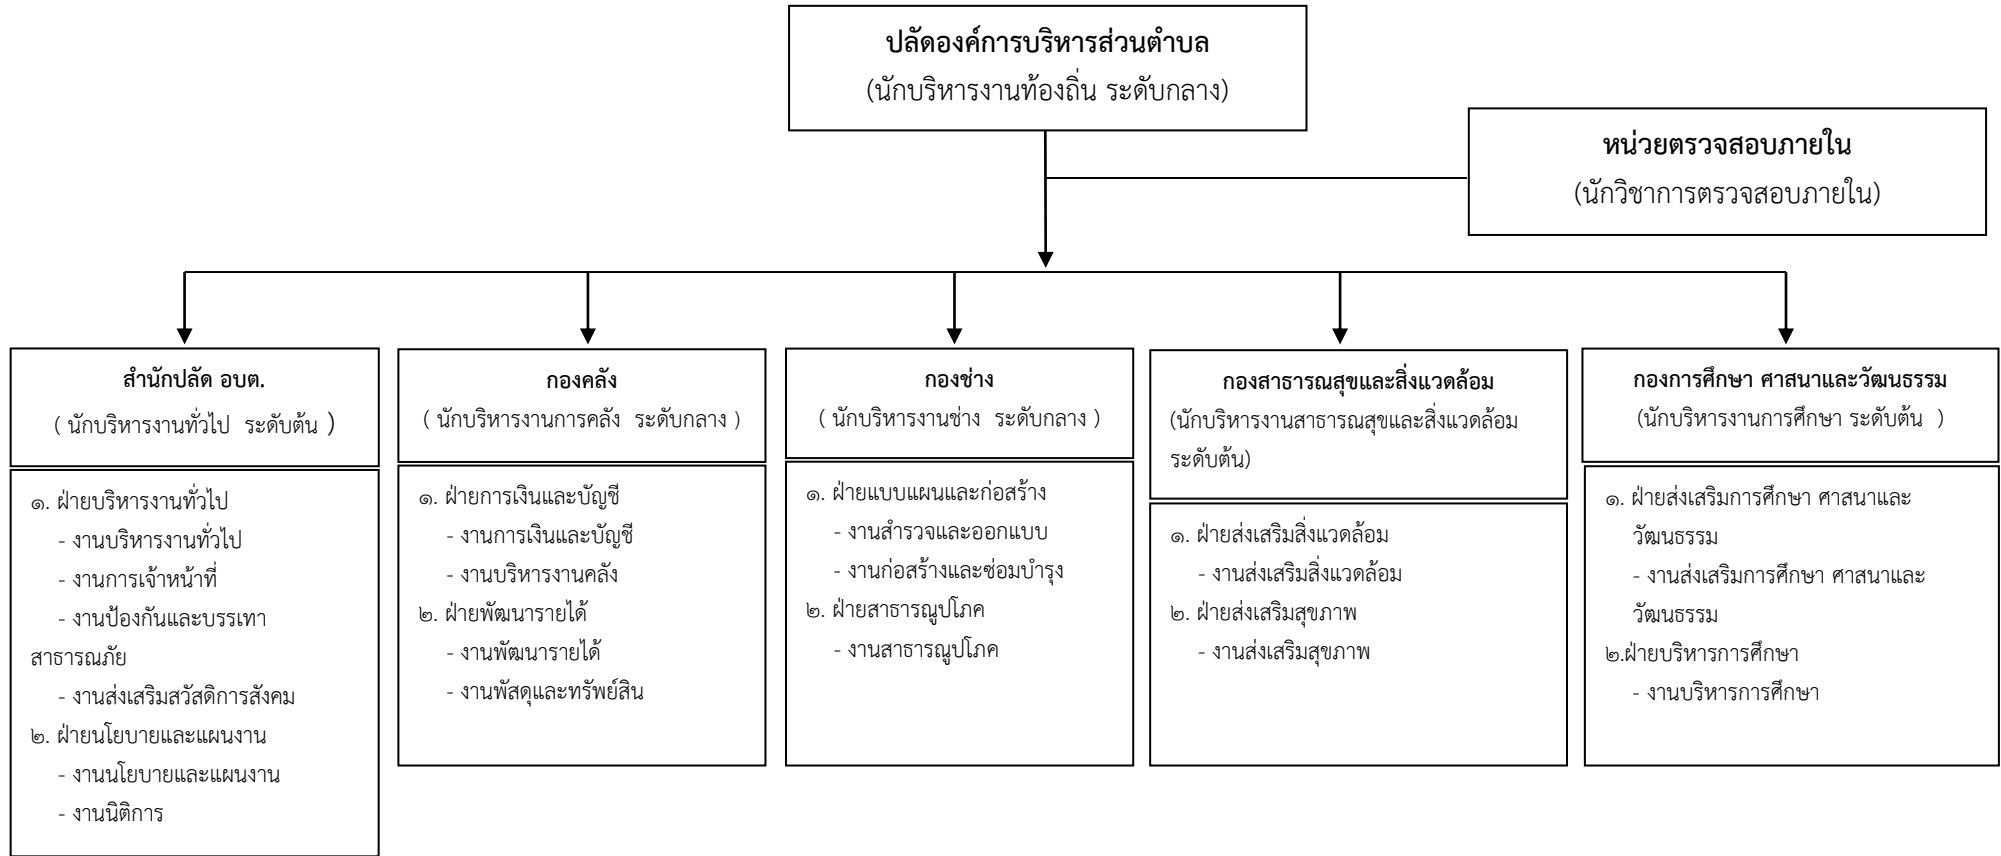 ปลัดองค์การบริหารส่วนตำบล
(นักบริหารงานท้องถิ่น ระดับกลาง)
หน่วยตรวจสอบภายใน
(นักวิชาการตรวจสอบภายใน)
สำนักปลัด อบต.
( นักบริหารงานทั่วไป ระดับต้น )
๑. ฝ่ายบริหารงานทั่วไป
- งานบริหารงานทั่วไป
- งานการเจ้าหน้าที่
- งานป้องกันและบรรเทา
สาธารณภัย
- งานส่งเสริมสวัสดิการสังคม
๒. ฝ่ายนโยบายและแผนงาน
- งานนโยบายและแผนงาน
- งานนิติการ
กองคลัง
( นักบริหารงานการคลัง ระดับกลาง )
๑. ฝ่ายการเงินและบัญชี
- งานการเงินและบัญชี
- งานบริหารงานคลัง
๒. ฝ่ายพัฒนารายได้
- งานพัฒนารายได้
- งานพัสดุและทรัพย์สิน
กองช่าง
( นักบริหารงานช่าง ระดับกลาง )
๑. ฝ่ายแบบแผนและก่อสร้าง
- งานสำรวจและออกแบบ
- งานก่อสร้างและซ่อมบำรุง
๒. ฝ่ายสาธารณูปโภค
- งานสาธารณูปโภค
กองสาธารณสุขและสิ่งแวดล้อม
(นักบริหารงานสาธารณสุขและสิ่งแวดล้อม
ระดับต้น)
๑. ฝ่ายส่งเสริมสิ่งแวดล้อม
- งานส่งเสริมสิ่งแวดล้อม
๒. ฝ่ายส่งเสริมสุขภาพ
- งานส่งเสริมสุขภาพ
กองการศึกษา ศาสนาและวัฒนธรรม
(นักบริหารงานการศึกษา ระดับต้น )
๑. ฝ่ายส่งเสริมการศึกษา ศาสนาและ
วัฒนธรรม
- งานส่งเสริมการศึกษา ศาสนาและ
วัฒนธรรม
๒.ฝ่ายบริหารการศึกษา
- งานบริหารการศึกษา